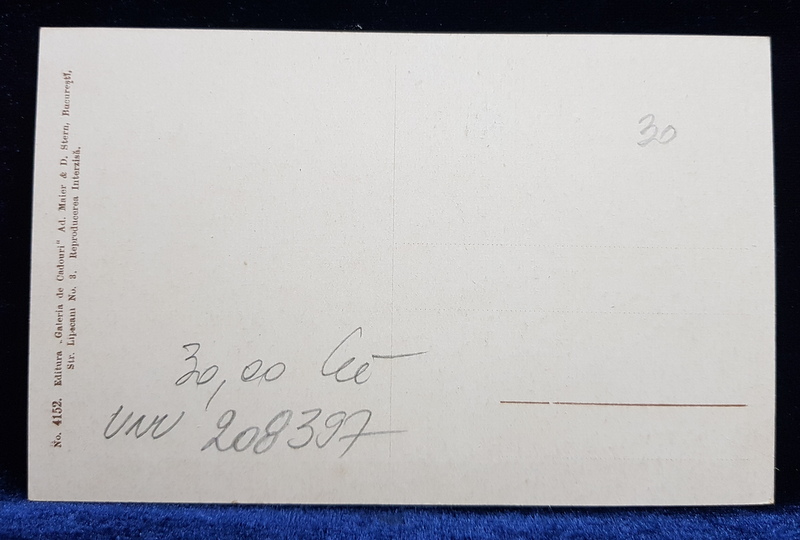 No. 4152. Editura „Galeria de Cadouri" Ad. Maier & D. Stern, București,
Str. Lipscani No. 3. Reproducerea Interzisă.
30
30,00 lei
208397